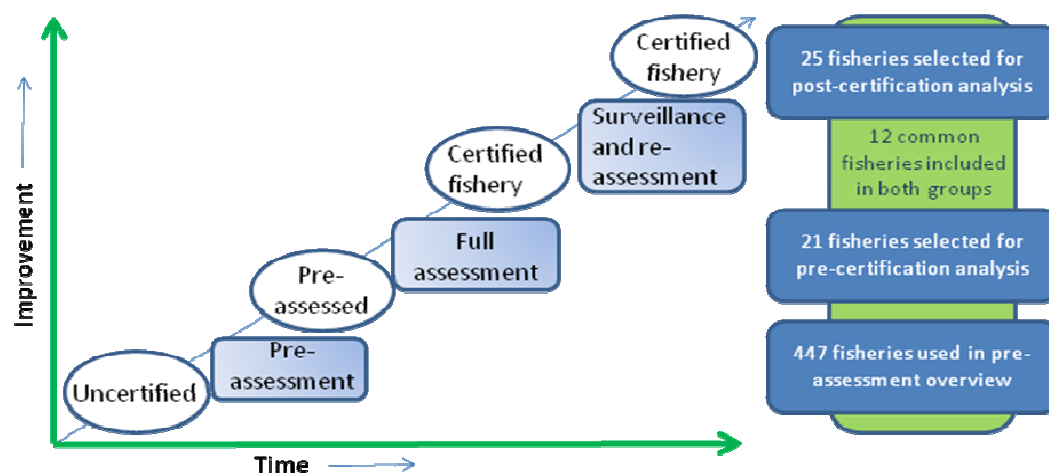 Improvement
Time
Uncertified
Pre-
assessment
Pre-
assessed
Full
assessment
Certified
fishery
Surveillance
and re-
assessment
Certified
fishery
25 fisheries selected for
post-certification analysis
12 common
fisheries included
in both groups
21 fisheries selected for
pre-certification analysis
447 fisheries used in pre-
assessment overview